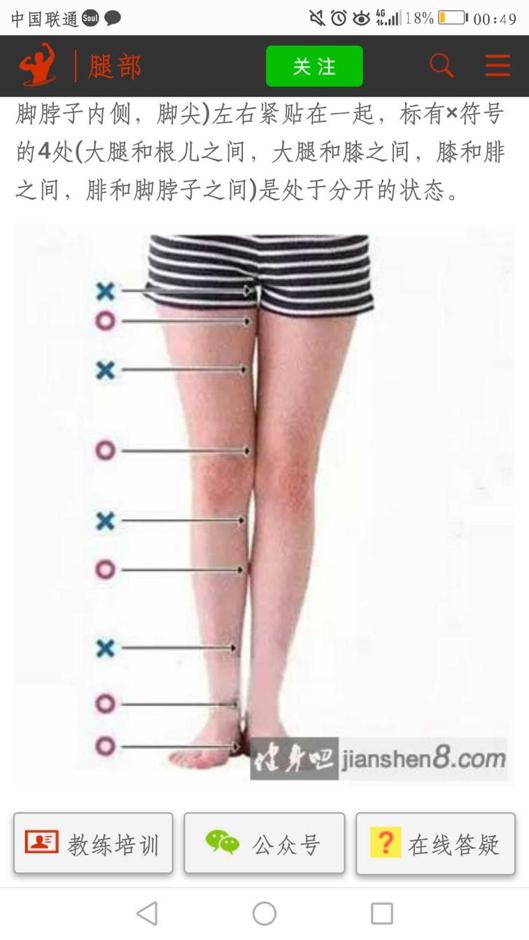 中国联通 Soul 4G 18% 00:49
腿部 关注
脚脖子内侧，脚尖)左右紧贴在一起，标有×符号
的4处(大腿和根儿之间，大腿和膝之间，膝和腓
之间，腓和脚脖子之间)是处于分开的状态。
×
○
×
○
×
○
×
○
○
健身吧 jianshen8.com
教练培训 公众号 ? 在线答疑